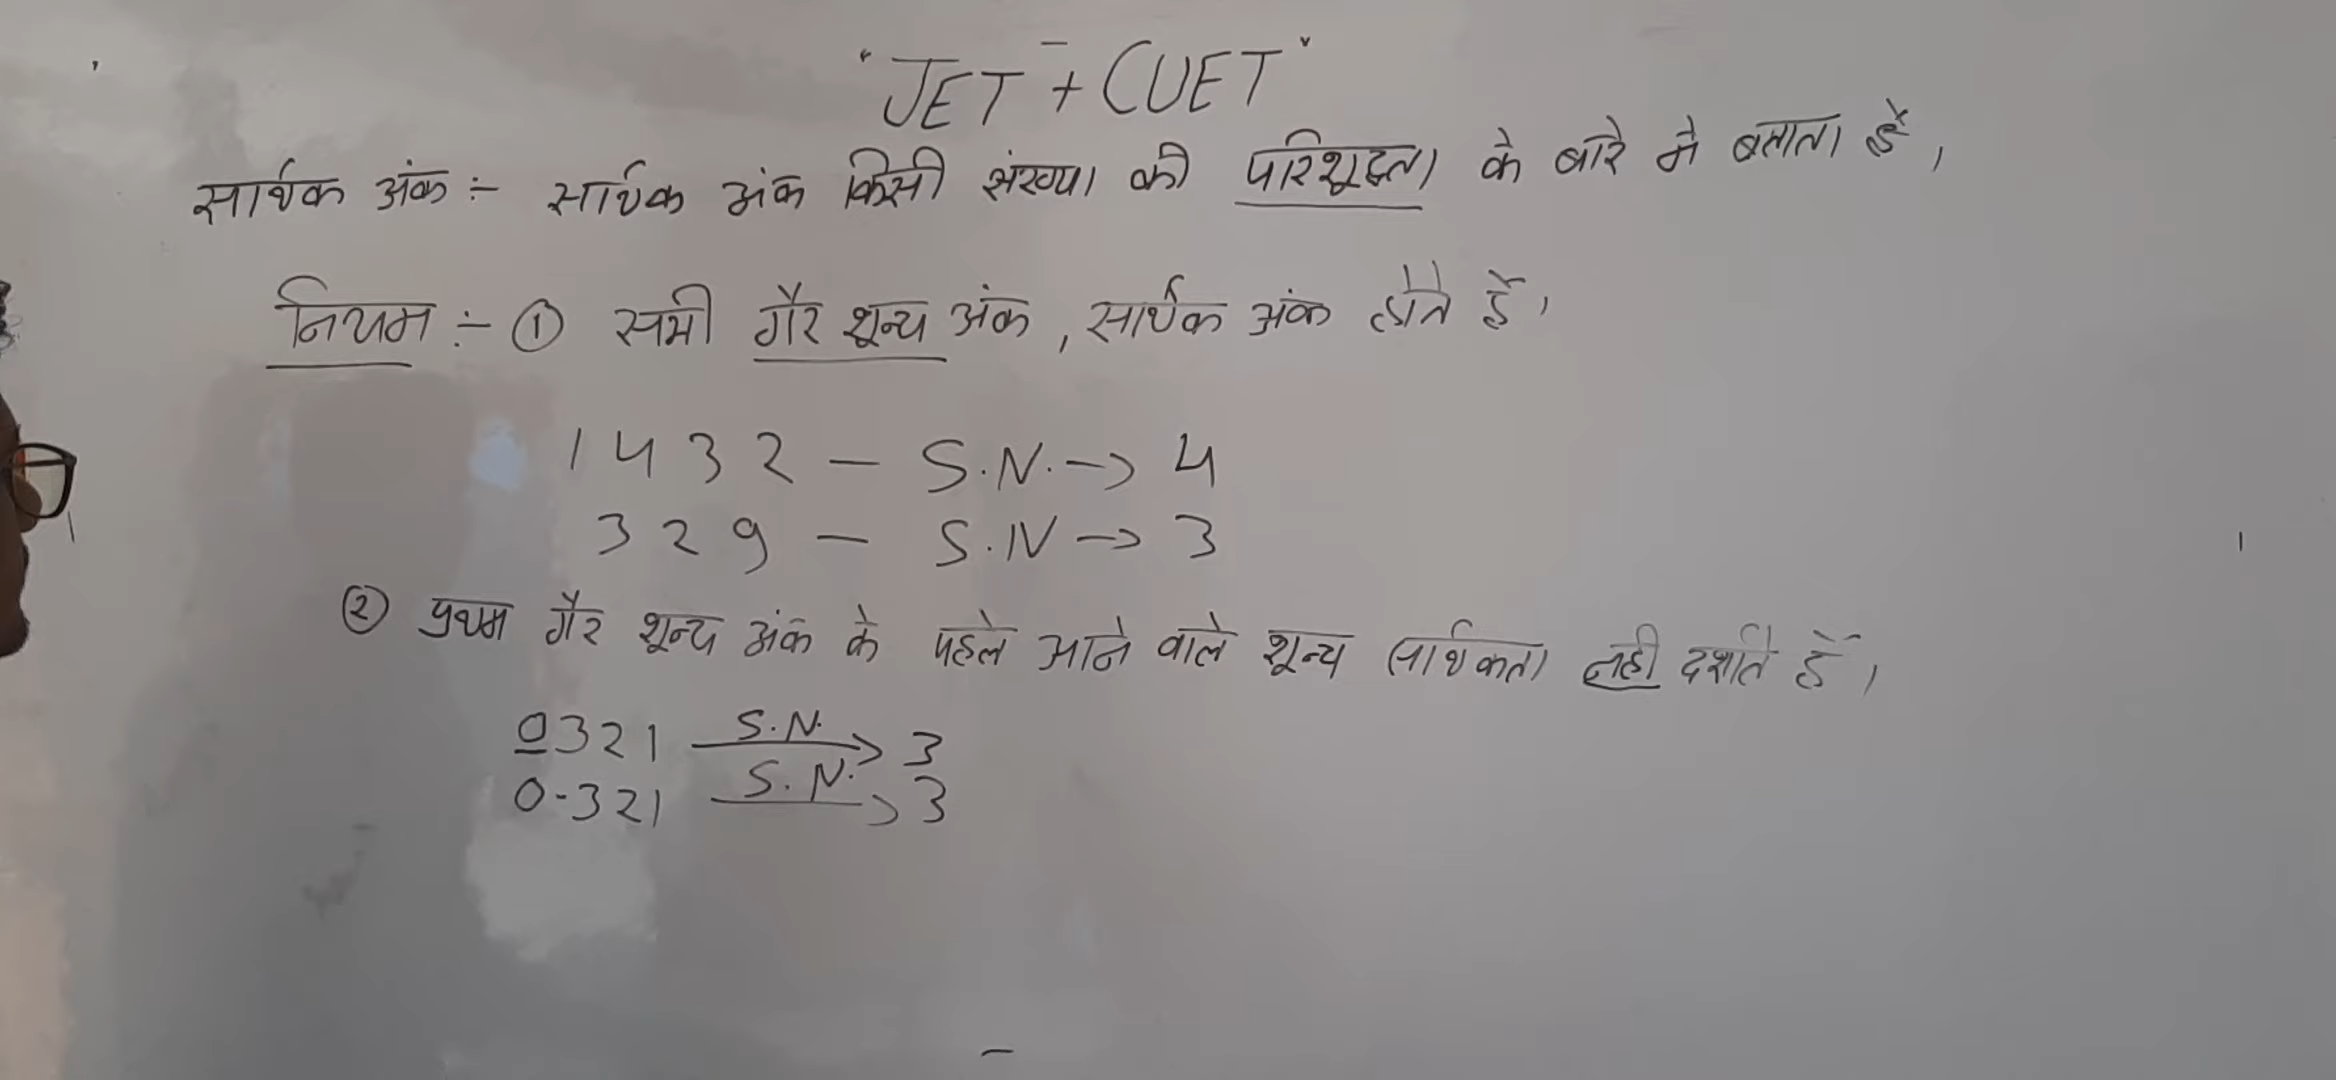 "JET + CUET"
सार्थक अंक :- सार्थक अंक किसी संख्या की परिशूद्धता के बारे मे बताता है,
नियम :- ① सभी गैर शून्य अंक, सार्थक अंक होते है,
1432 - S.N. → 4
329 - S.N → 3
② प्रथम गैर शून्य अंक के पहले आने वाले शून्य सार्थकता नही दर्शाते है,
0321 S.N. → 3
0.321 S.N. → 3